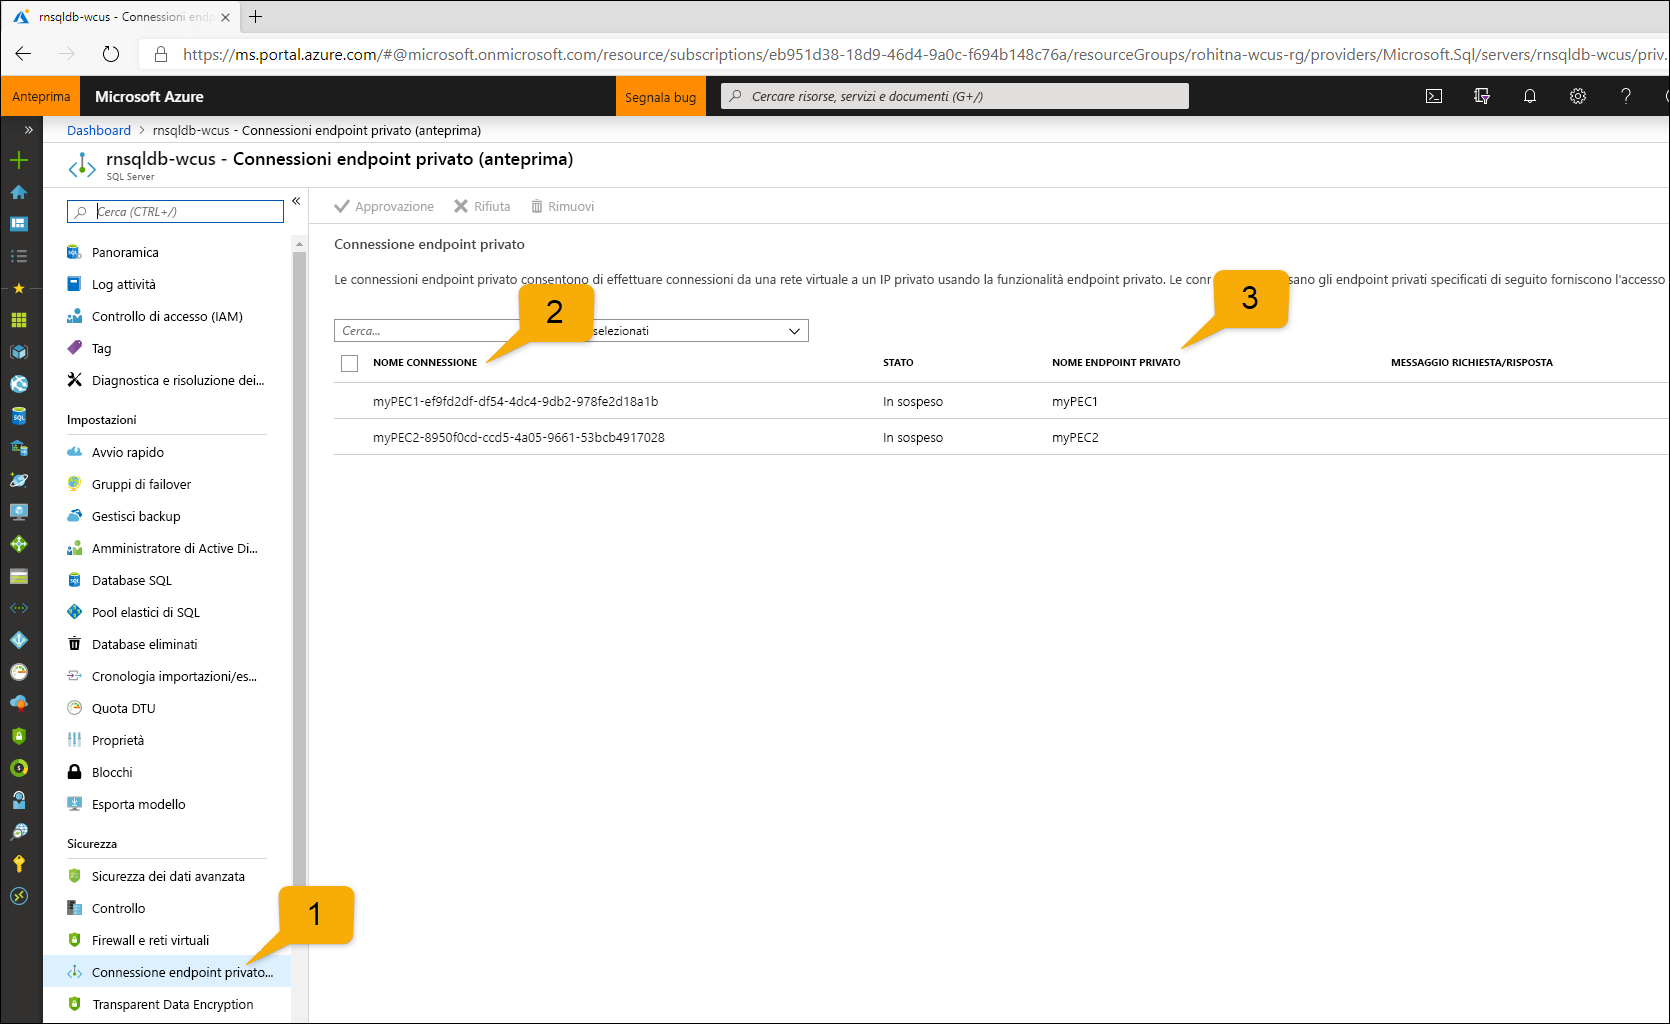 rnsqldb-wcus - Connessioni endp
https://ms.portal.azure.com/#@microsoft.onmicrosoft.com/resource/subscriptions/eb951d38-18d9-46d4-9a0c-f694b148c76a/resourceGroups/rohitna-wcus-rg/providers/Microsoft.Sql/servers/rnsqldb-wcus/priv.
Anteprima
Microsoft Azure
Segnala bug
Cercare risorse, servizi e documenti (G+/)
Dashboard > rnsqldb-wcus - Connessioni endpoint privato (anteprima)
rnsqldb-wcus - Connessioni endpoint privato (anteprima)
SQL Server
Cerca (CTRL+/)
Panoramica
Log attività
Controllo di accesso (IAM)
Tag
Diagnostica e risoluzione dei...
Impostazioni
Avvio rapido
Gruppi di failover
Gestisci backup
Amministratore di Active Di...
Database SQL
Pool elastici di SQL
Database eliminati
Cronologia importazioni/es...
Quota DTU
Proprietà
Blocchi
Esporta modello
Sicurezza
Sicurezza dei dati avanzata
Controllo
Firewall e reti virtuali
Connessione endpoint privato...
Transparent Data Encryption
1
Approvazione
Rifiuta
Rimuovi
Connessione endpoint privato
Le connessioni endpoint privato consentono di effettuare connessioni da una rete virtuale a un IP privato usando la funzionalità endpoint privato. Le conr sano gli endpoint privati specificati di seguito forniscono l'accesso
2
3
Cerca...
selezionati
NOME CONNESSIONE STATO NOME ENDPOINT PRIVATO MESSAGGIO RICHIESTA/RISPOSTA
myPEC1-ef9fd2df-df54-4dc4-9db2-978fe2d18a1b In sospeso myPEC1
myPEC2-8950f0cd-ccd5-4a05-9661-53bcb4917028 In sospeso myPEC2